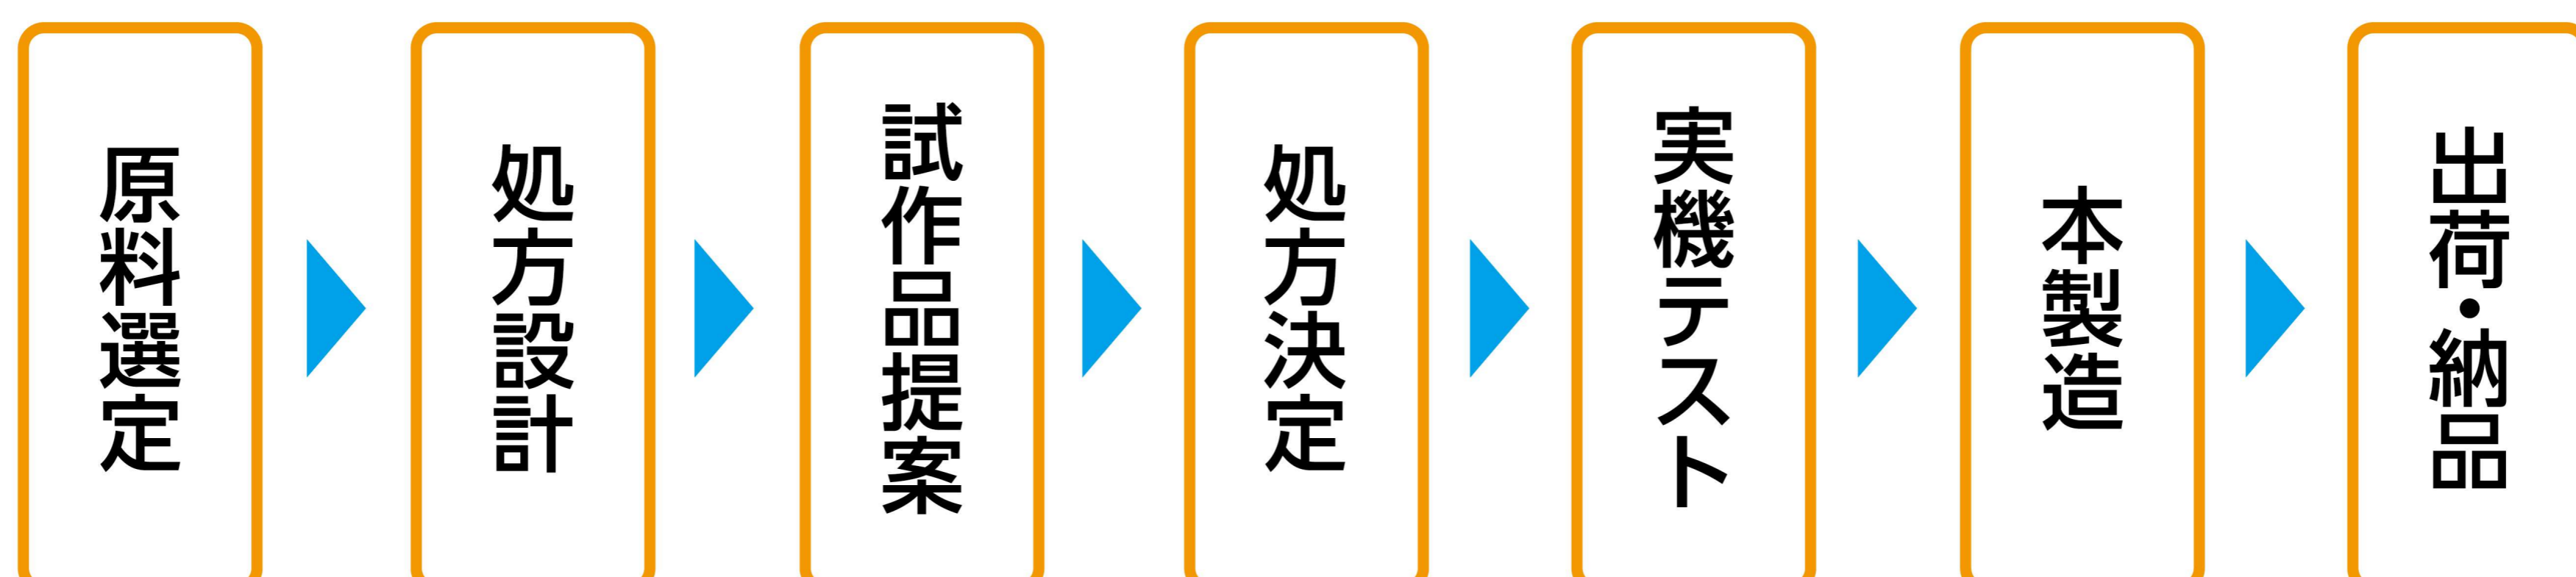 原料選定
処方設計
試作品提案
処方決定
実機テスト
本製造
出荷・納品